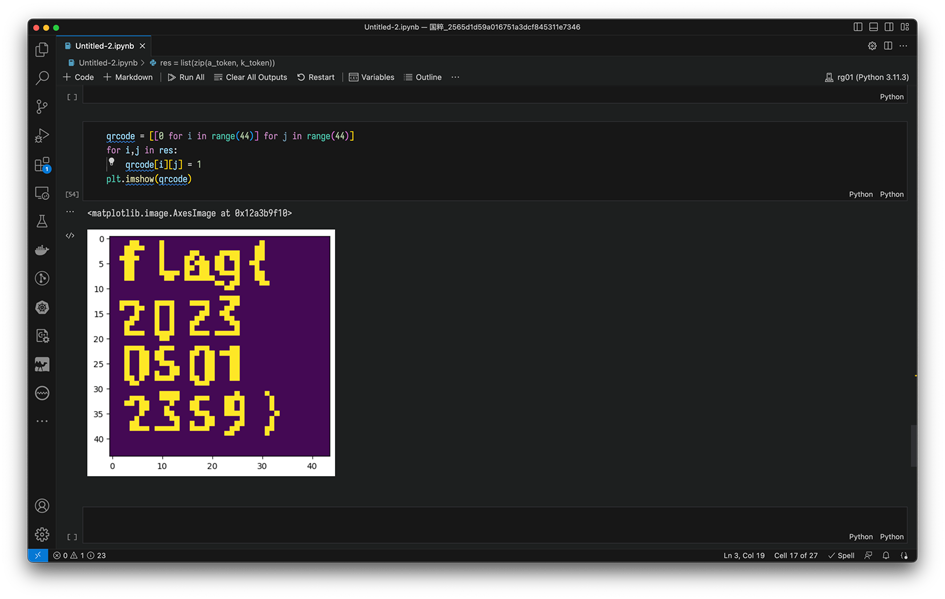 Untitled-2.ipynb — 国粹_2565d1d59a016751a3dcf845311e7346
Untitled-2.ipynb
Untitled-2.ipynb > res = list(zip(a_token, k_token))
+ Code + Markdown Run All Clear All Outputs Restart Variables Outline ...
rg01 (Python 3.11.3)
[ ]
Python
qrcode = [[0 for i in range(44)] for j in range(44)]
for i,j in res:
qrcode[i][j] = 1
plt.imshow(qrcode)
[54]
Python Python
<matplotlib.image.AxesImage at 0x12a3b9f10>
0
5
10
15
20
25
30
35
40
flag{
2023
0501
2359}
0 10 20 30 40
1
[ ]
Python Python
0 1 23
Ln 3, Col 19 Cell 17 of 27 Spell